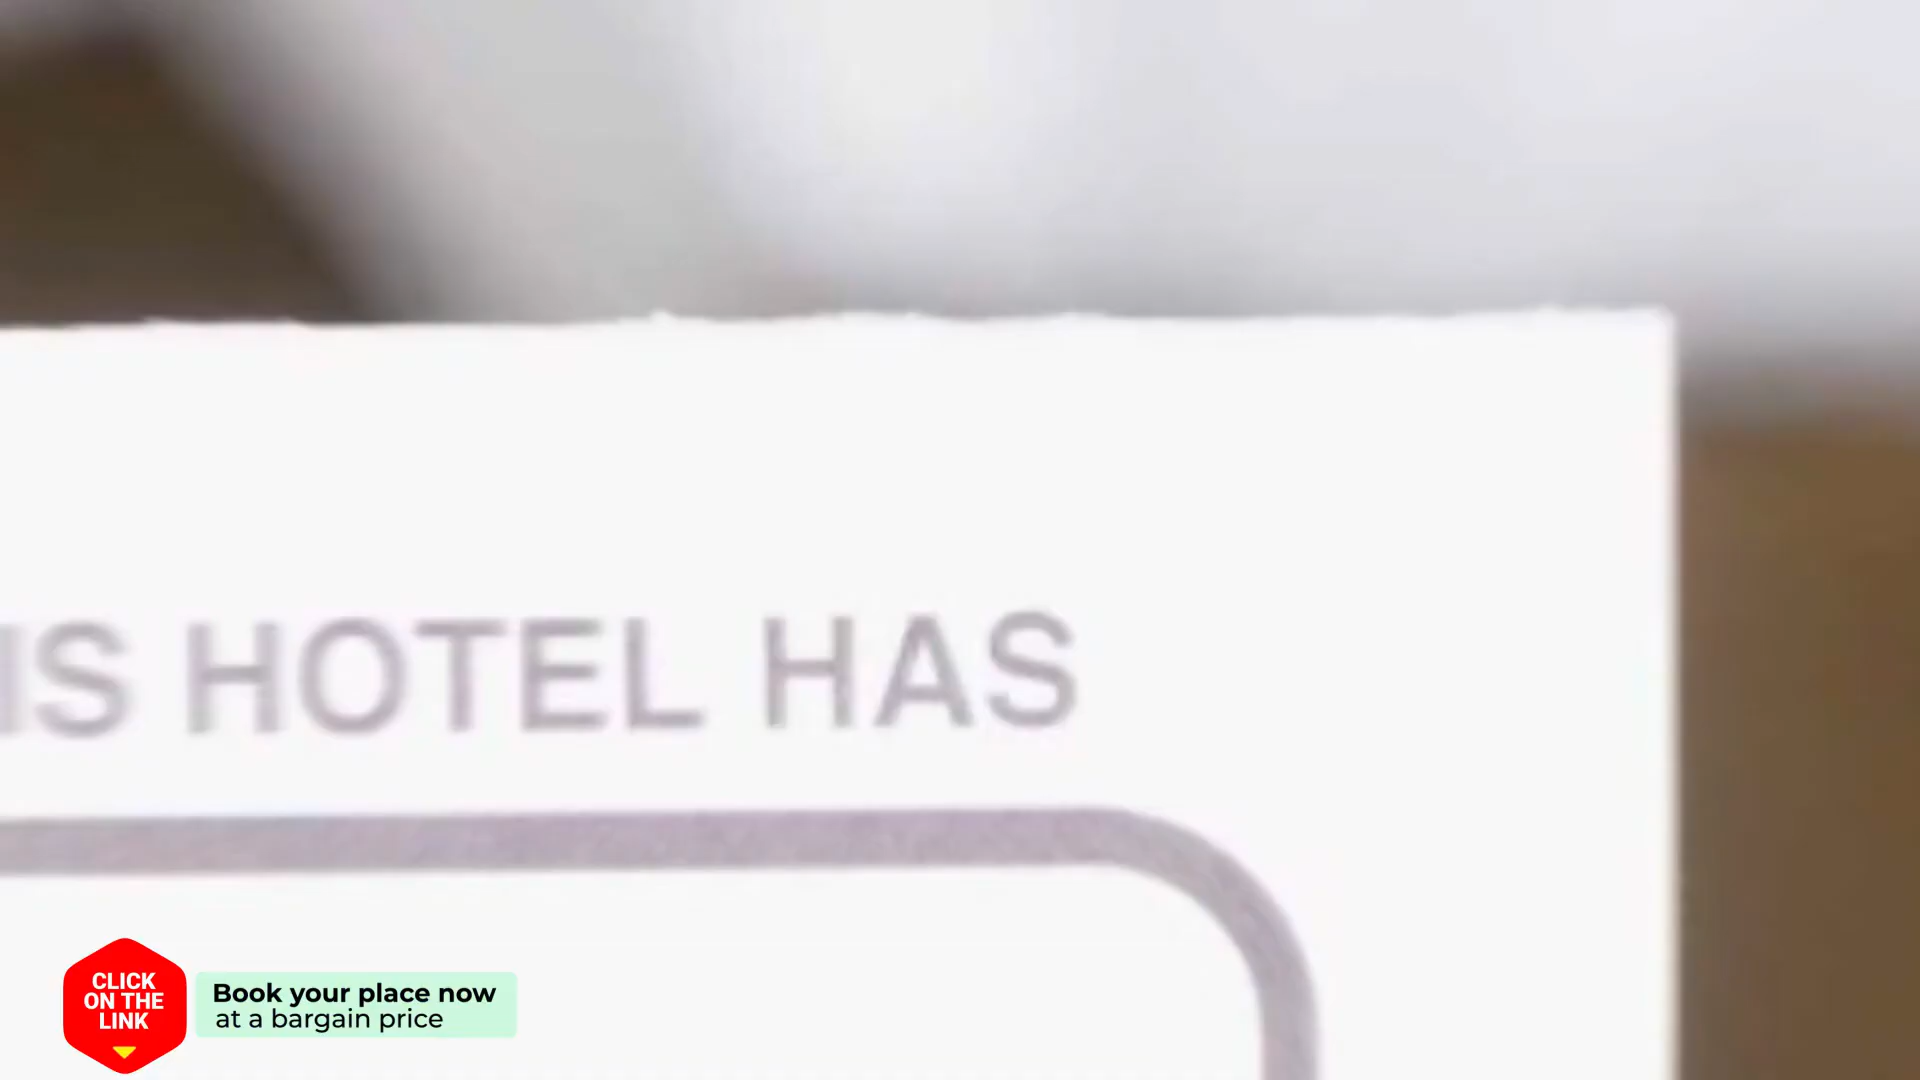 IS HOTEL HAS
CLICK
ON THE
LINK
Book your place now
at a bargain price